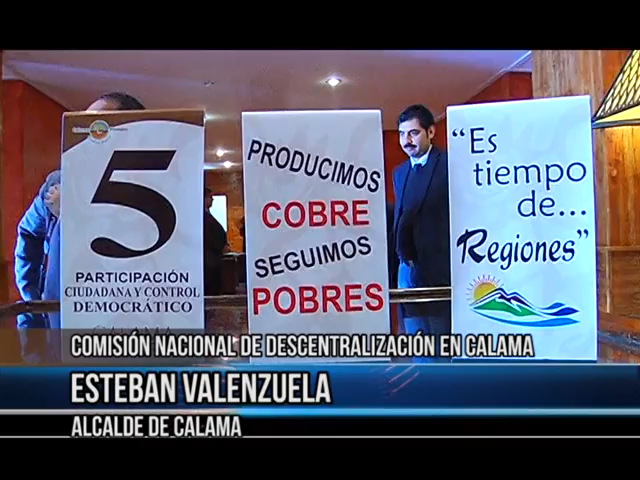 5
PARTICIPACIÓN
CIUDADANA Y CONTROL
DEMOCRÁTICO
PRODUCIMOS
COBRE
SEGUIMOS
POBRES
“Es
tiempo
de...
Regiones”
COMISIÓN NACIONAL DE DESCENTRALIZACIÓN EN CALAMA
ESTEBAN VALENZUELA
ALCALDE DE CALAMA